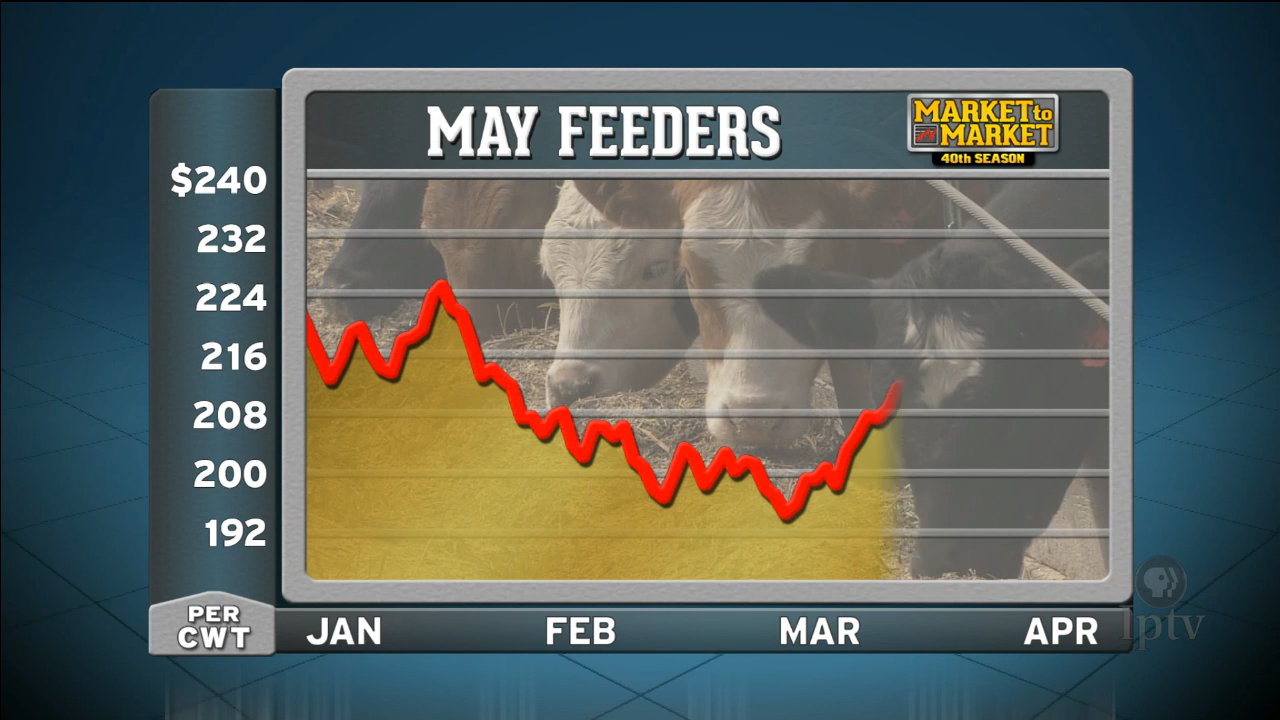 MAY FEEDERS
MARKET to
MARKET
40th SEASON
$240
232
224
216
208
200
192
PER
CWT
JAN FEB MAR APR
Iptv